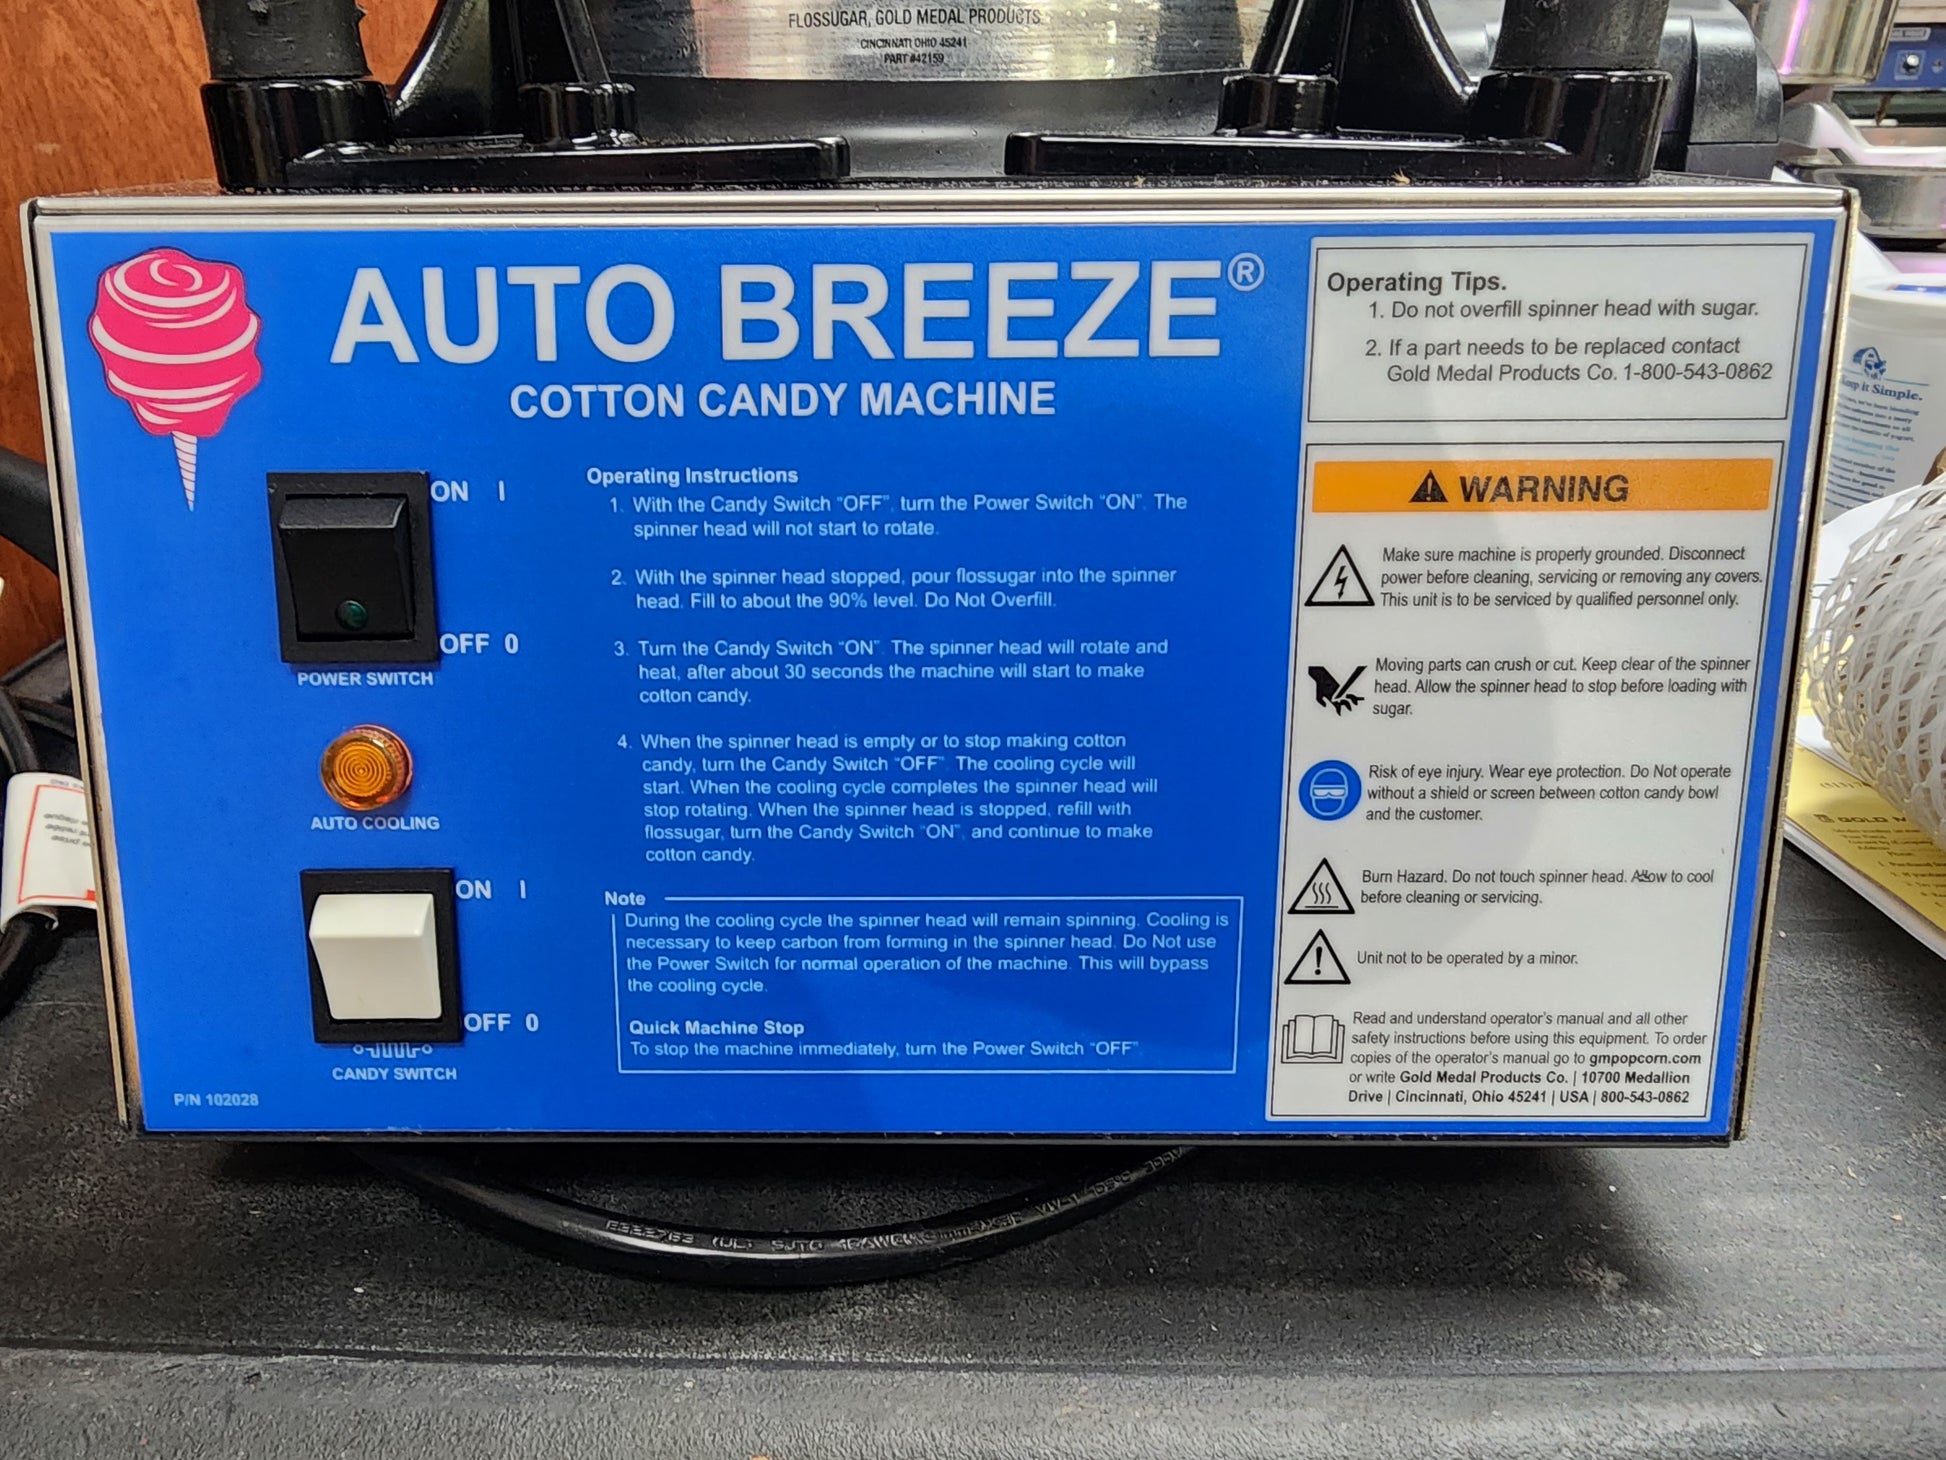 FLOSSUGAR, GOLD MEDAL PRODUCTS
CINCINNATI OHIO 45241
PART #42159
AUTO BREEZE®
COTTON CANDY MACHINE
ON I
OFF 0
POWER SWITCH
AUTO COOLING
ON I
OFF 0
CANDY SWITCH
P/N 102028
Operating Instructions
1. With the Candy Switch "OFF", turn the Power Switch "ON". The
spinner head will not start to rotate.
2. With the spinner head stopped, pour flossugar into the spinner
head. Fill to about the 90% level. Do Not Overfill.
3. Turn the Candy Switch "ON". The spinner head will rotate and
heat, after about 30 seconds the machine will start to make
cotton candy.
4. When the spinner head is empty or to stop making cotton
candy, turn the Candy Switch "OFF". The cooling cycle will
start. When the cooling cycle completes the spinner head will
stop rotating. When the spinner head is stopped, refill with
flossugar, turn the Candy Switch "ON", and continue to make
cotton candy.
Note
During the cooling cycle the spinner head will remain spinning. Cooling is
necessary to keep carbon from forming in the spinner head. Do Not use
the Power Switch for normal operation of the machine. This will bypass
the cooling cycle.
Quick Machine Stop
To stop the machine immediately, turn the Power Switch "OFF".
Operating Tips.
1. Do not overfill spinner head with sugar.
2. If a part needs to be replaced contact
Gold Medal Products Co. 1-800-543-0862
WARNING
Make sure machine is properly grounded. Disconnect
power before cleaning, servicing or removing any covers.
This unit is to be serviced by qualified personnel only.
Moving parts can crush or cut. Keep clear of the spinner
head. Allow the spinner head to stop before loading with
sugar.
Risk of eye injury. Wear eye protection. Do Not operate
without a shield or screen between cotton candy bowl
and the customer.
Burn Hazard. Do not touch spinner head. Allow to cool
before cleaning or servicing.
Unit not to be operated by a minor.
Read and understand operator's manual and all other
safety instructions before using this equipment. To order
copies of the operator's manual go to gmpopcorn.com
or write Gold Medal Products Co. | 10700 Medallion
Drive | Cincinnati, Ohio 45241 | USA | 800-543-0862
Keep it Simple.
GOLD